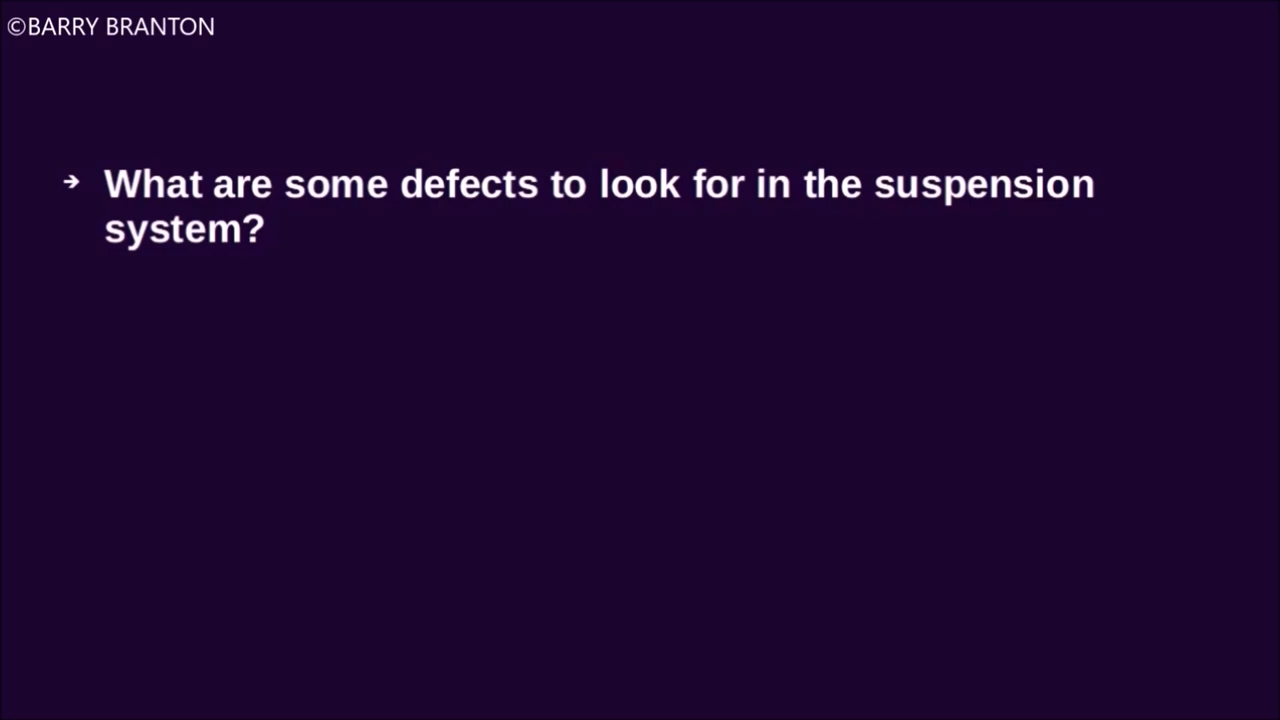 ©BARRY BRANTON
➔ What are some defects to look for in the suspension
system?